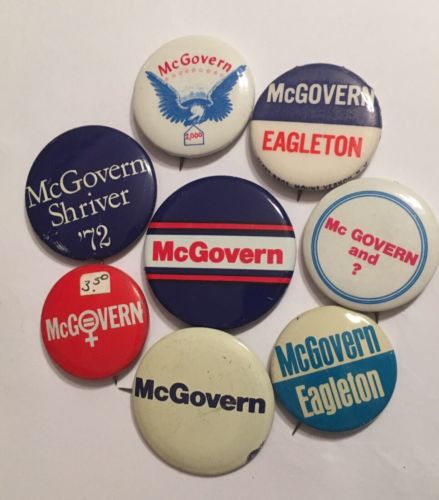 McGovern
2,000
McGOVERN
EAGLETON
McGovern
Shriver
'72
McGovern
Mc GOVERN
and
?
3.50
McGOVERN
McGovern
McGovern
Eagleton